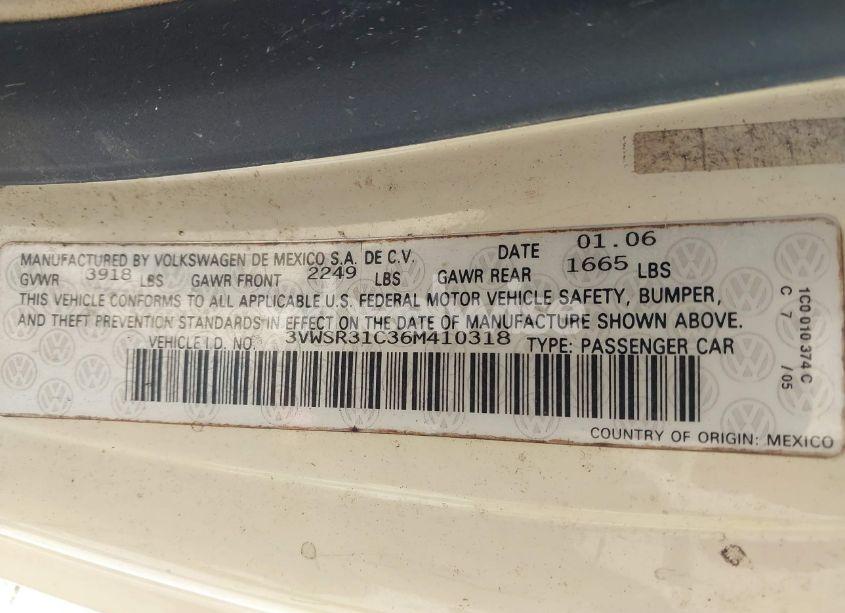 MANUFACTURED BY VOLKSWAGEN DE MEXICO S.A. DE C.V. DATE 01.06
GVWR 3918 LBS GAWR FRONT 2249 LBS GAWR REAR 1665 LBS
THIS VEHICLE CONFORMS TO ALL APPLICABLE U.S. FEDERAL MOTOR VEHICLE SAFETY, BUMPER,
AND THEFT PREVENTION STANDARDS IN EFFECT ON THE DATE OF MANUFACTURE SHOWN ABOVE.
VEHICLE I.D. NO. 3VWSR31C36M410318 TYPE: PASSENGER CAR
COUNTRY OF ORIGIN: MEXICO
1C0 010 374 C
C 7 /05